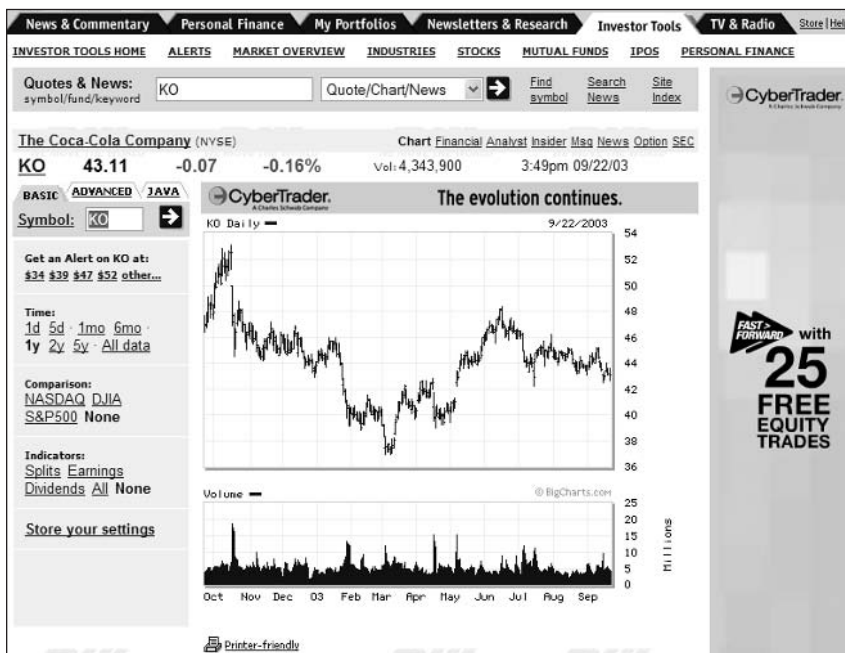 News & Commentary Personal Finance My Portfolios Newsletters & Research Investor Tools TV & Radio Store | Hel
INVESTOR TOOLS HOME ALERTS MARKET OVERVIEW INDUSTRIES STOCKS MUTUAL FUNDS IPOS PERSONAL FINANCE
Quotes & News:
symbol/fund/keyword
KO
Quote/Chart/News
Find symbol
Search News
Site Index
CyberTrader.
A Charles Schwab Company
The Coca-Cola Company (NYSE)
Chart Financial Analyst Insider Msg News Option SEC
KO 43.11 -0.07 -0.16% Vol: 4,343,900 3:49pm 09/22/03
BASIC ADVANCED JAVA
Symbol: KO
CyberTrader.
A Charles Schwab Company
The evolution continues.
Get an Alert on KO at:
$34 $39 $47 $52 other...
Time:
1d 5d · 1mo 6mo ·
1y 2y 5y · All data
Comparison:
NASDAQ DJIA
S&P500 None
Indicators:
Splits Earnings
Dividends All None
Store your settings
KO Daily 9/22/2003
54
52
50
48
46
44
42
40
38
36
Volume © BigCharts.com
25
20
15
10
5
0
Millions
Oct Nov Dec 03 Feb Mar Apr May Jun Jul Aug Sep
Printer-friendly
FAST >
FORWARD with
25
FREE
EQUITY
TRADES